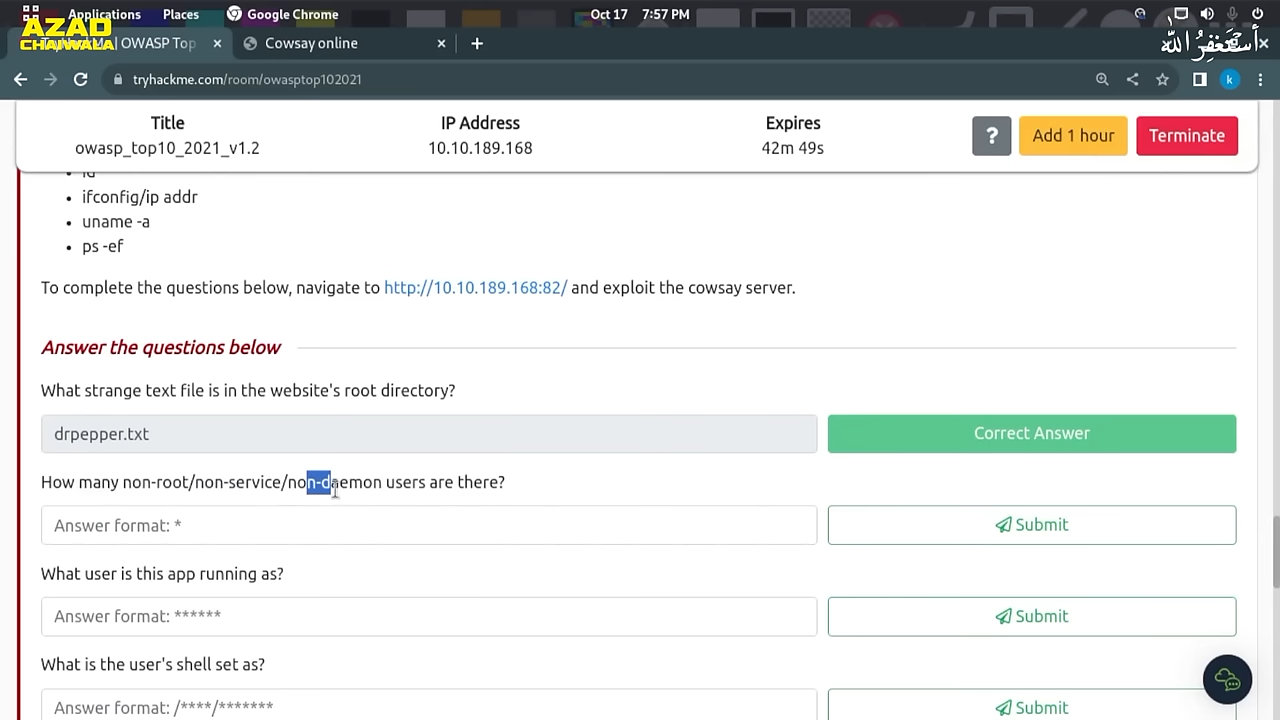 Applications Places Google Chrome Oct 17 7:57 PM
AZAD
CHAIWALA
OWASP Top
Cowsay online
أستغفر الله
tryhackme.com/room/owasptop102021
k
Title IP Address Expires
owasp_top10_2021_v1.2 10.10.189.168 42m 49s
? Add 1 hour Terminate
• id
• ifconfig/ip addr
• uname -a
• ps -ef
To complete the questions below, navigate to http://10.10.189.168:82/ and exploit the cowsay server.
Answer the questions below
What strange text file is in the website's root directory?
drpepper.txt Correct Answer
How many non-root/non-service/non-daemon users are there?
Answer format: * Submit
What user is this app running as?
Answer format: ****** Submit
What is the user's shell set as?
Answer format: /****/******* Submit